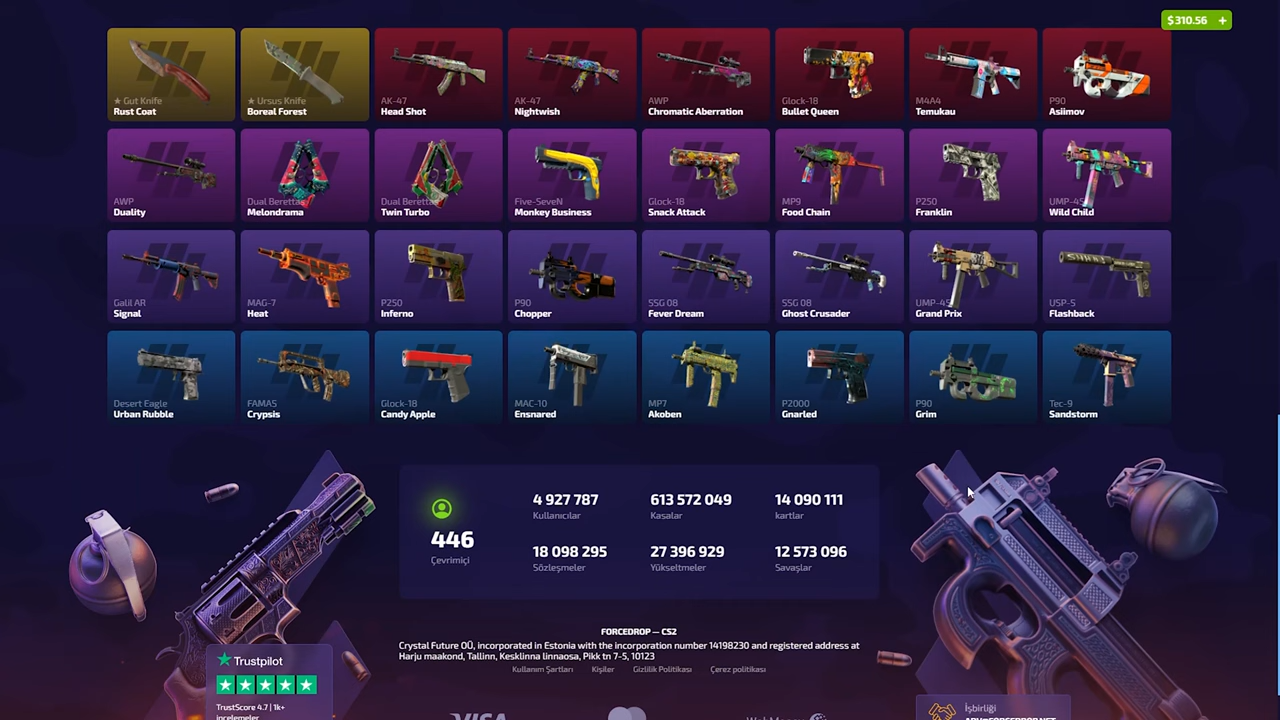 $ 310.56 +
★ Gut Knife
Rust Coat
★ Ursus Knife
Boreal Forest
AK-47
Head Shot
AK-47
Nightwish
AWP
Chromatic Aberration
Glock-18
Bullet Queen
M4A4
Temukau
P90
Asiimov
AWP
Duality
Dual Berettas
Melondrama
Dual Berettas
Twin Turbo
Five-SeveN
Monkey Business
Glock-18
Snack Attack
MP9
Food Chain
P250
Franklin
UMP-45
Wild Child
Galil AR
Signal
MAG-7
Heat
P250
Inferno
P90
Chopper
SSG 08
Fever Dream
SSG 08
Ghost Crusader
UMP-45
Grand Prix
USP-S
Flashback
Desert Eagle
Urban Rubble
FAMAS
Crypsis
Glock-18
Candy Apple
MAC-10
Ensnared
MP7
Akoben
P2000
Gnarled
P90
Grim
Tec-9
Sandstorm
446
Çevrimiçi
4 927 787
Kullanıcılar
613 572 049
Kasalar
14 090 111
kartlar
18 098 295
Sözleşmeler
27 396 929
Yükseltmeler
12 573 096
Savaşlar
FORCEDROP — CS2
Crystal Future OÜ, incorporated in Estonia with the incorporation number 14198230 and registered address at
Harju maakond, Tallinn, Kesklinna linnaosa, Pikk tn 7-5, 10123
Kullanım Şartları Kişiler Gizlilik Politikası Çerez politikası
Trustpilot
TrustScore 4.7 | 1k+
incelemeler
VISA
WebMoney
İşbirliği